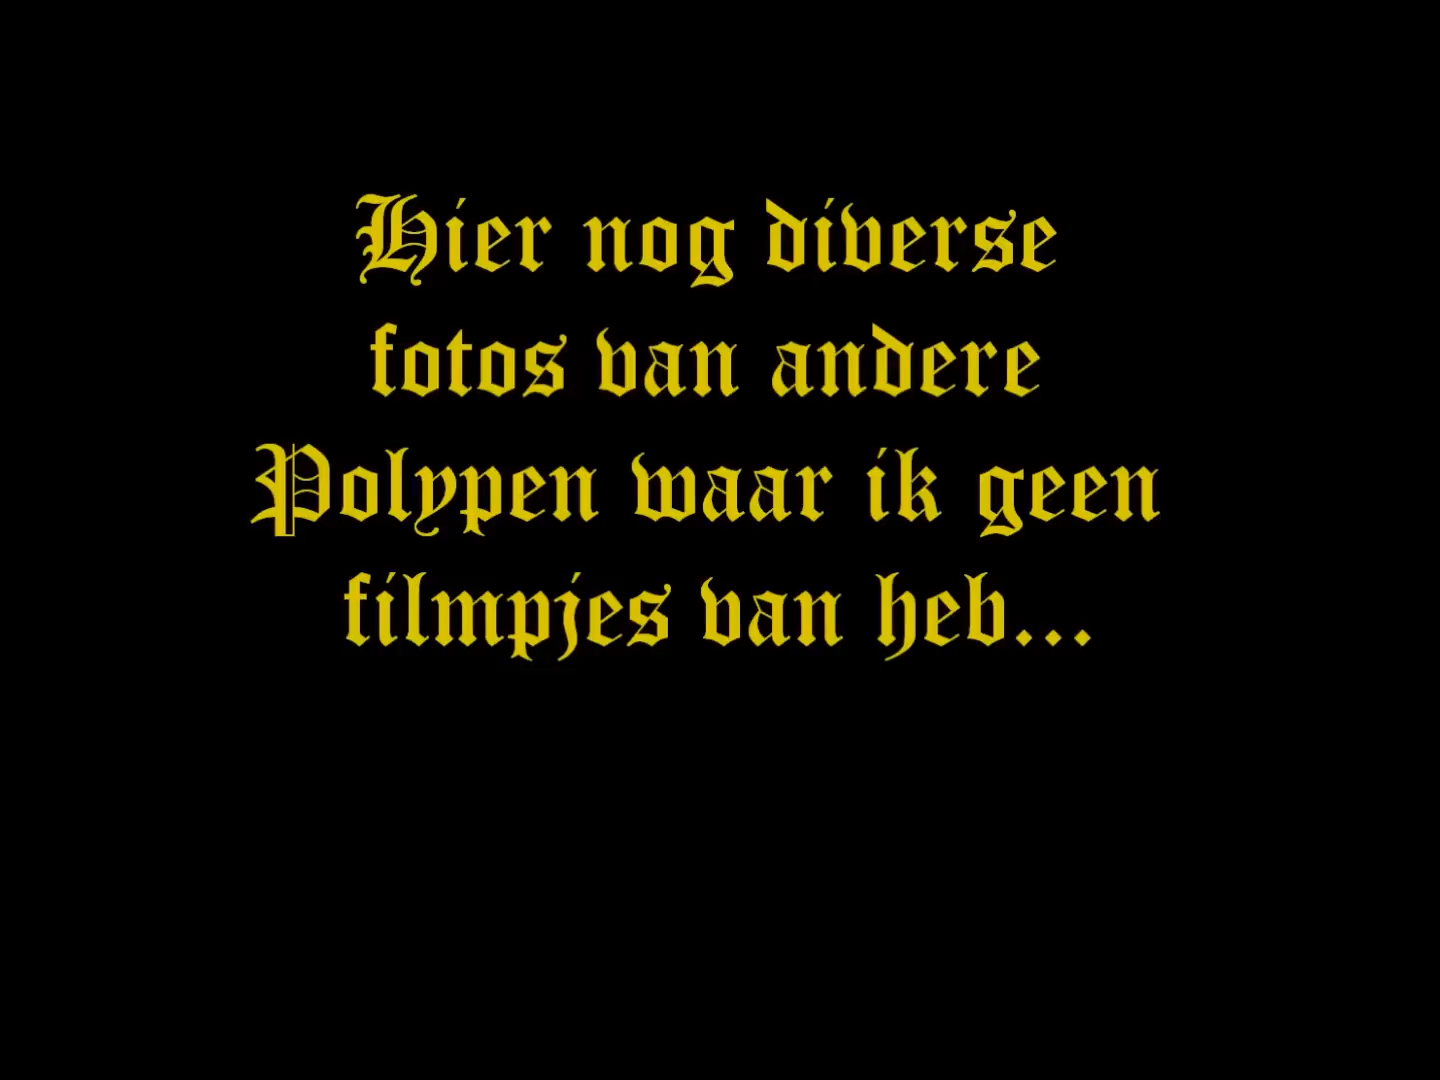 Hier nog diverse
fotos van andere
Polypen waar ik geen
filmpjes van heb...